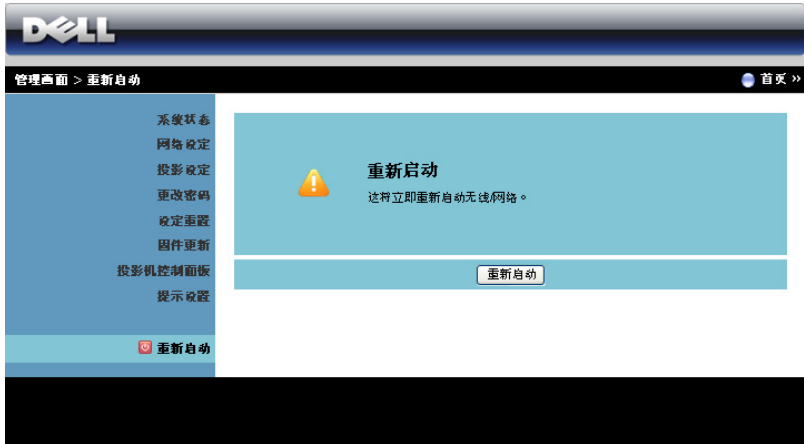 DELL
管理画面 > 重新启动
首页 »
系统状态
网络设定
投影设定
更改密码
设定重置
固件更新
投影机控制面板
提示设置
重新启动
重新启动
这将立即重新启动无线/网络。
重新启动